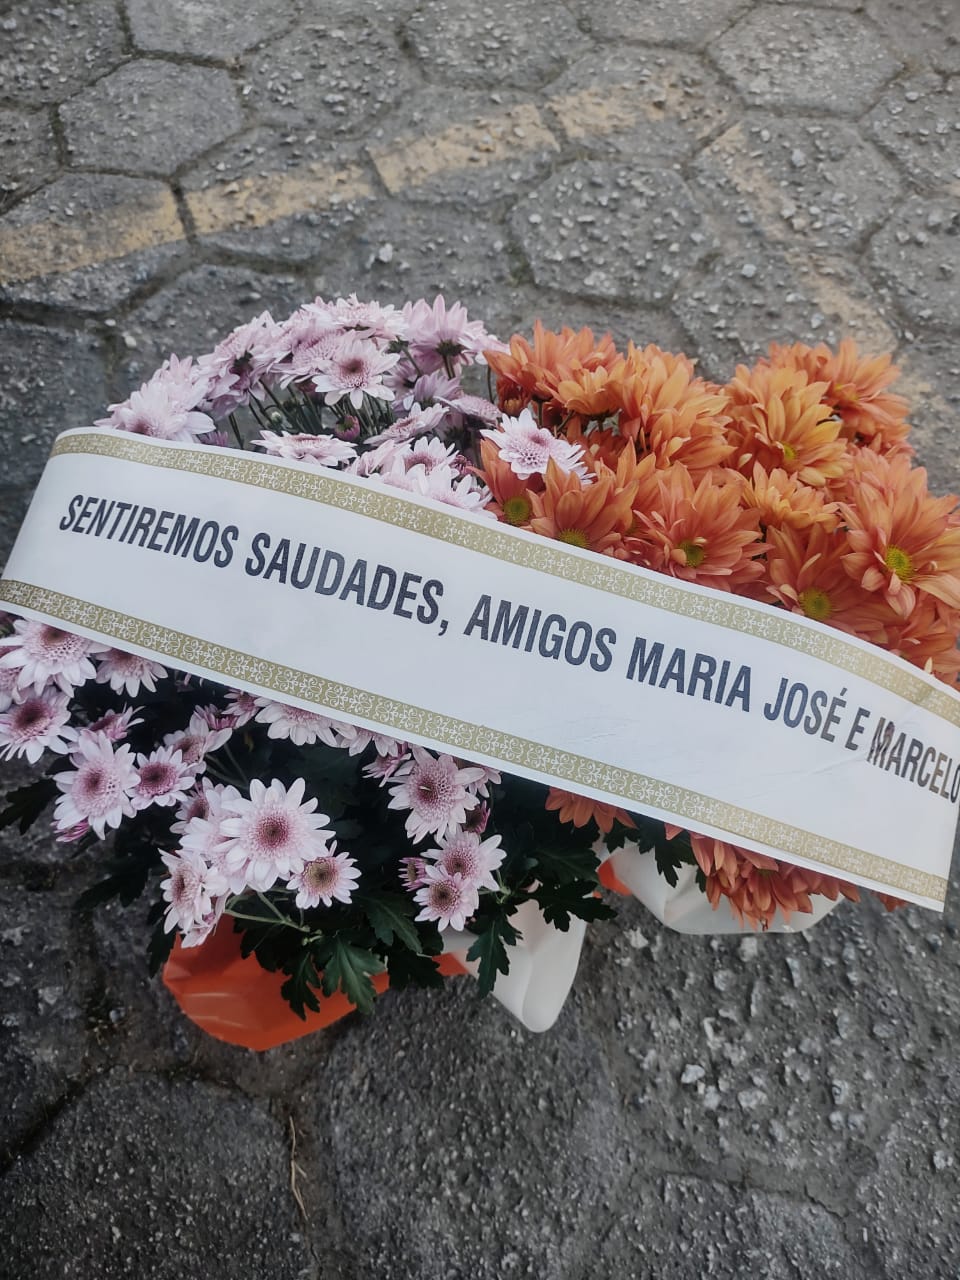 SENTIREMOS SAUDADES, AMIGOS MARIA JOSÉ E MARCELO